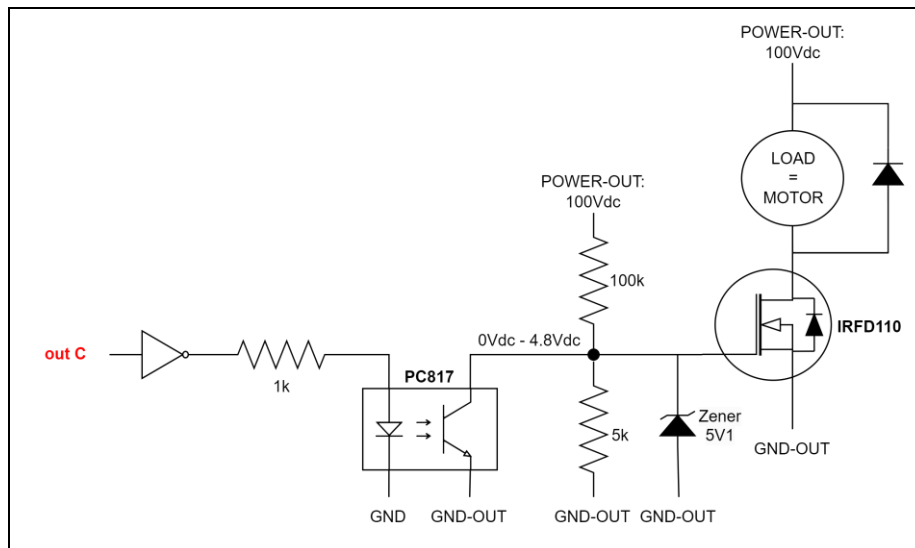 POWER-OUT:
100Vdc
LOAD
=
MOTOR
POWER-OUT:
100Vdc
100k
IRFD110
out C
0Vdc - 4.8Vdc
1k
PC817
Zener
5V1
5k
GND-OUT
GND
GND-OUT
GND-OUT
GND-OUT